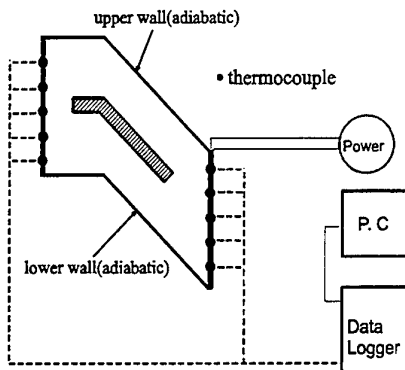 upper wall(adiabatic)
• thermocouple
Power
P. C
lower wall(adiabatic)
Data
Logger